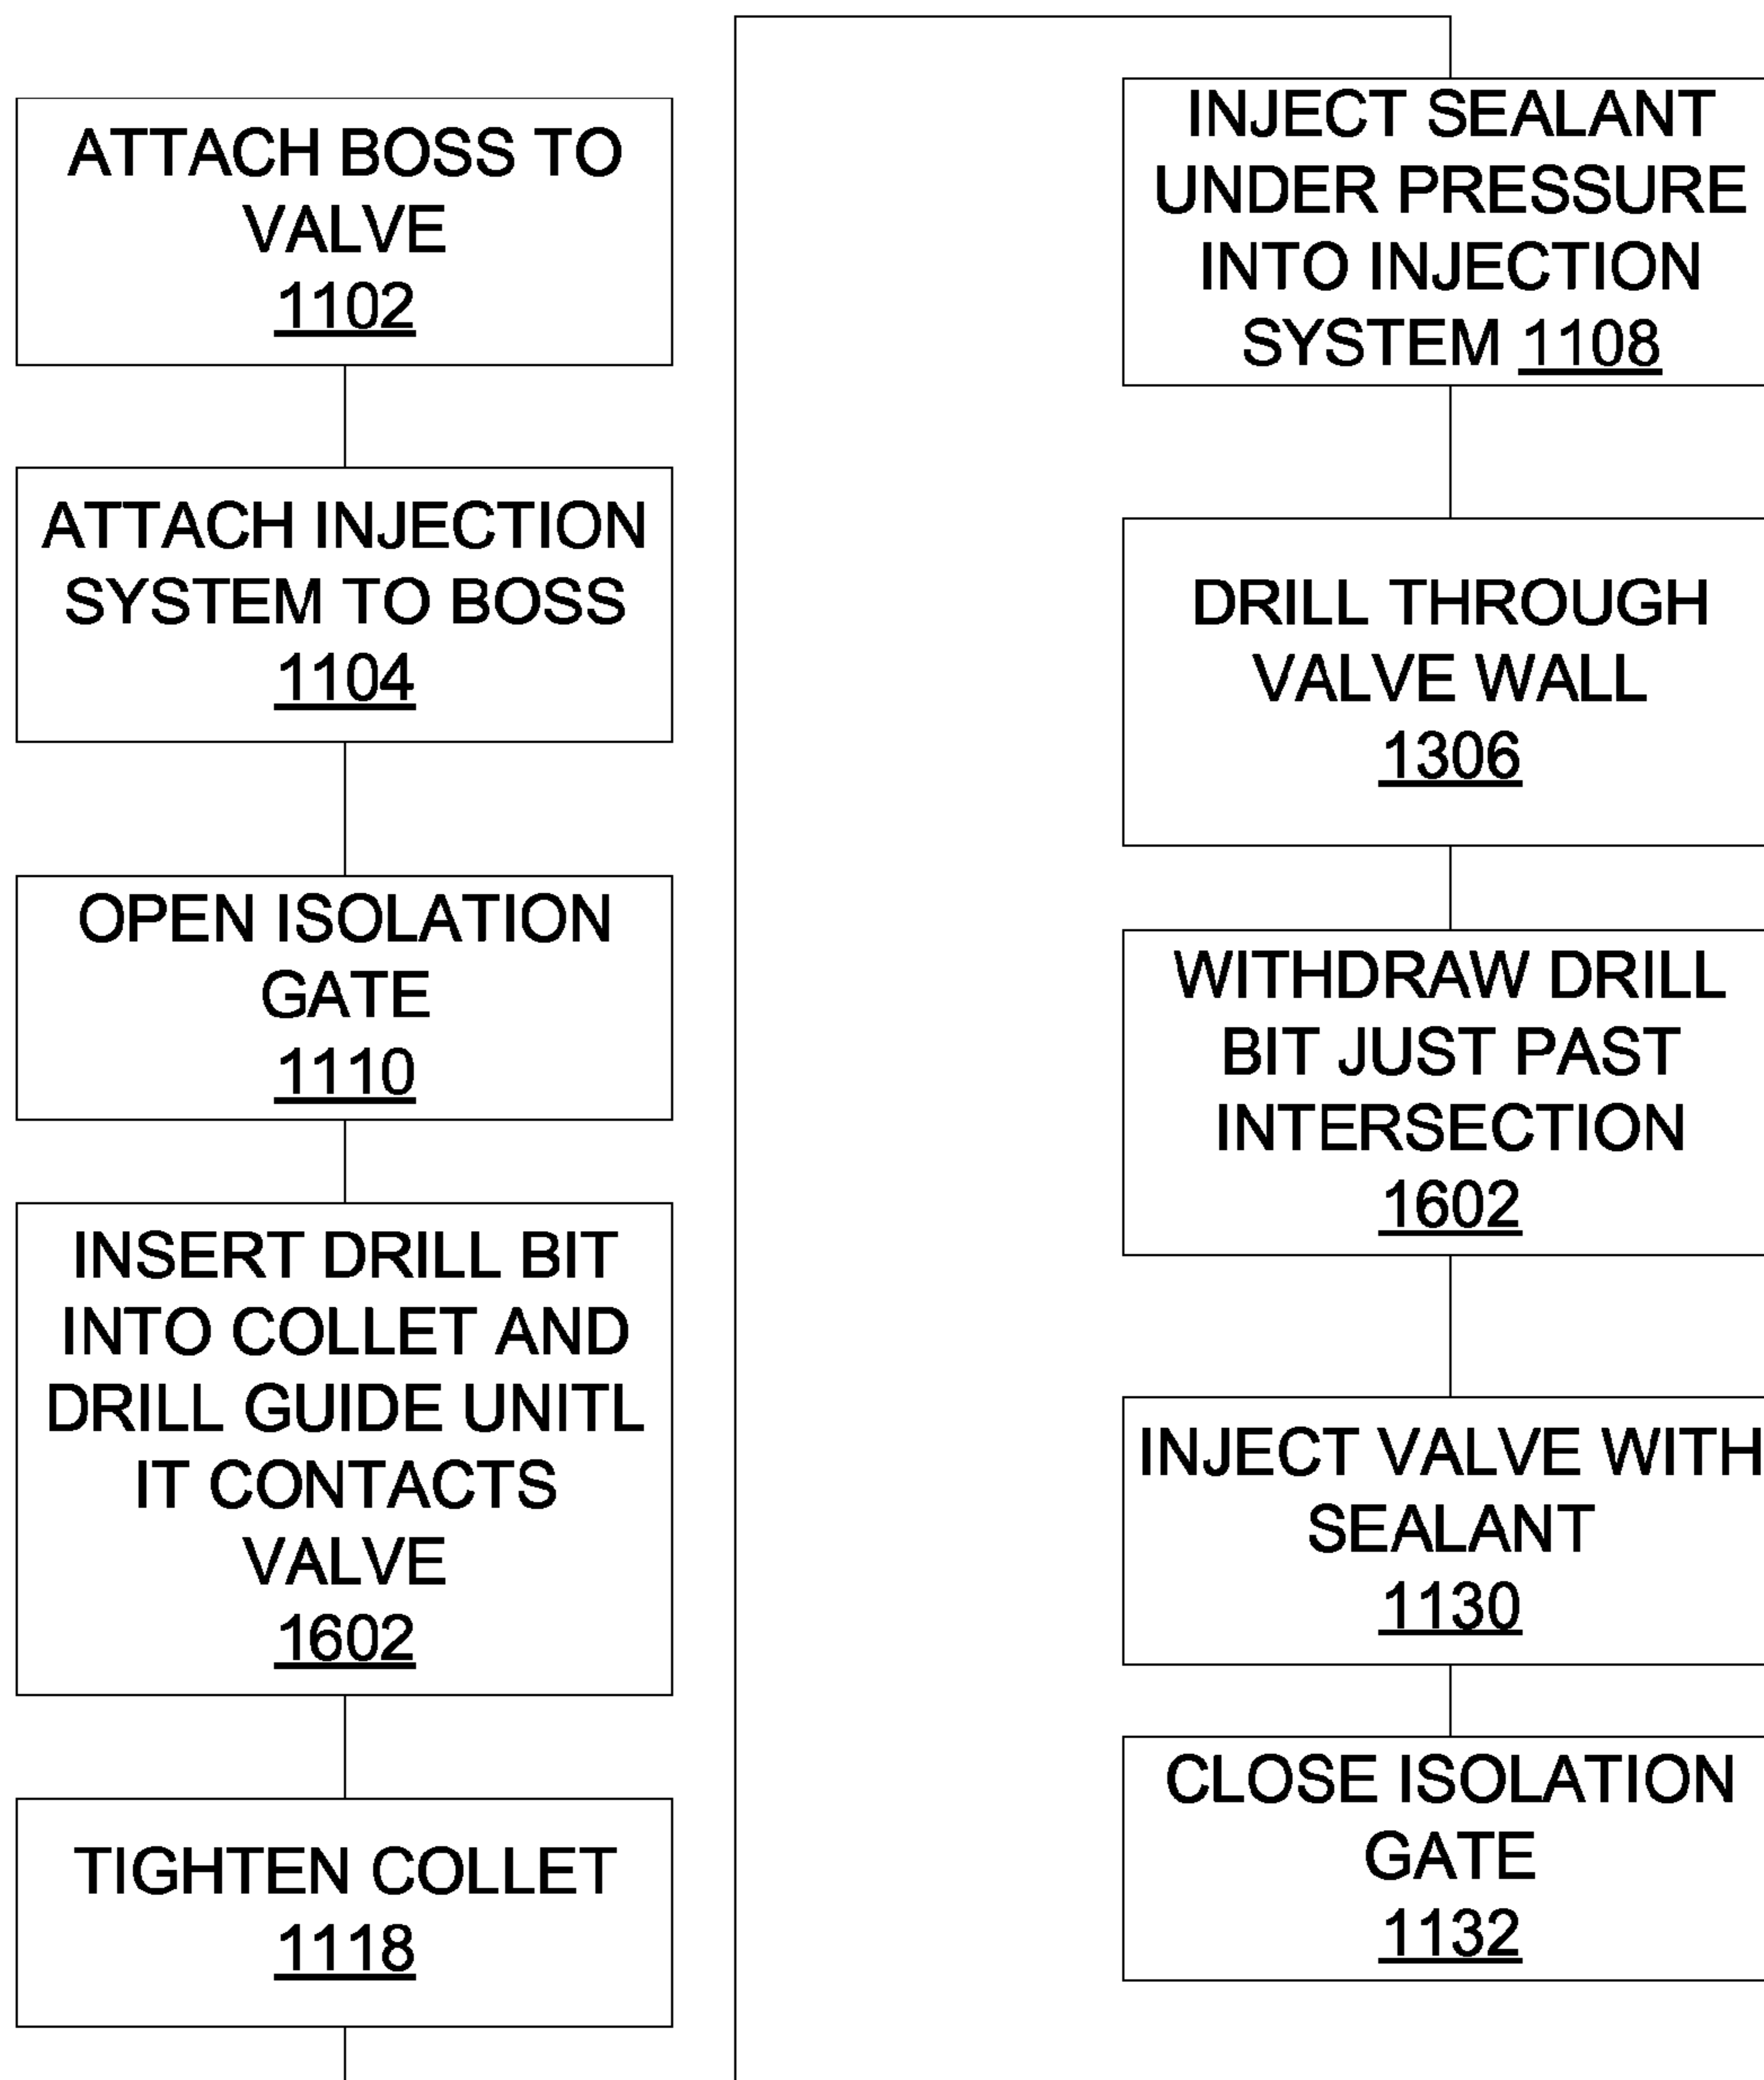 ATTACH BOSS TO
VALVE
1102
ATTACH INJECTION
SYSTEM TO BOSS
1104
OPEN ISOLATION
GATE
1110
INSERT DRILL BIT
INTO COLLET AND
DRILL GUIDE UNITL
IT CONTACTS
VALVE
1602
TIGHTEN COLLET
1118
INJECT SEALANT
UNDER PRESSURE
INTO INJECTION
SYSTEM 1108
DRILL THROUGH
VALVE WALL
1306
WITHDRAW DRILL
BIT JUST PAST
INTERSECTION
1602
INJECT VALVE WITH
SEALANT
1130
CLOSE ISOLATION
GATE
1132